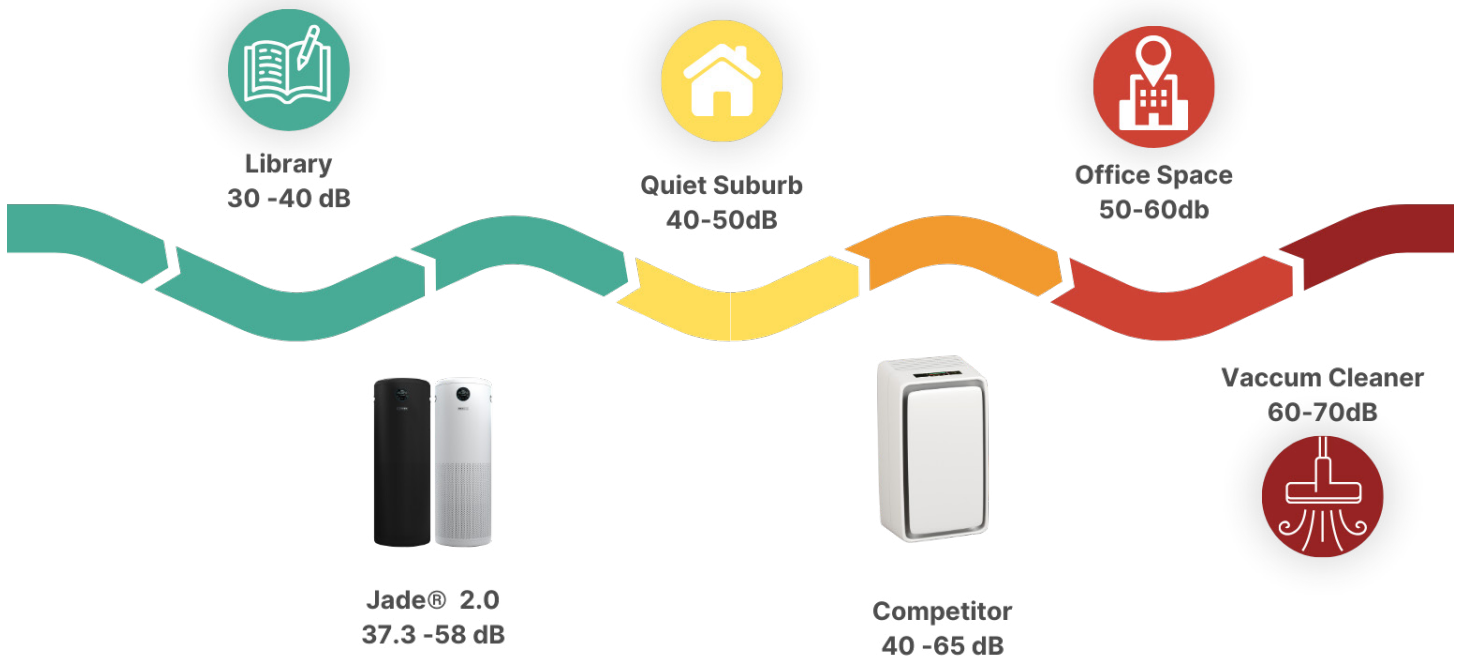 Library
30 -40 dB
Quiet Suburb
40-50dB
Office Space
50-60db
Vaccum Cleaner
60-70dB
Jade® 2.0
37.3 -58 dB
Competitor
40 -65 dB